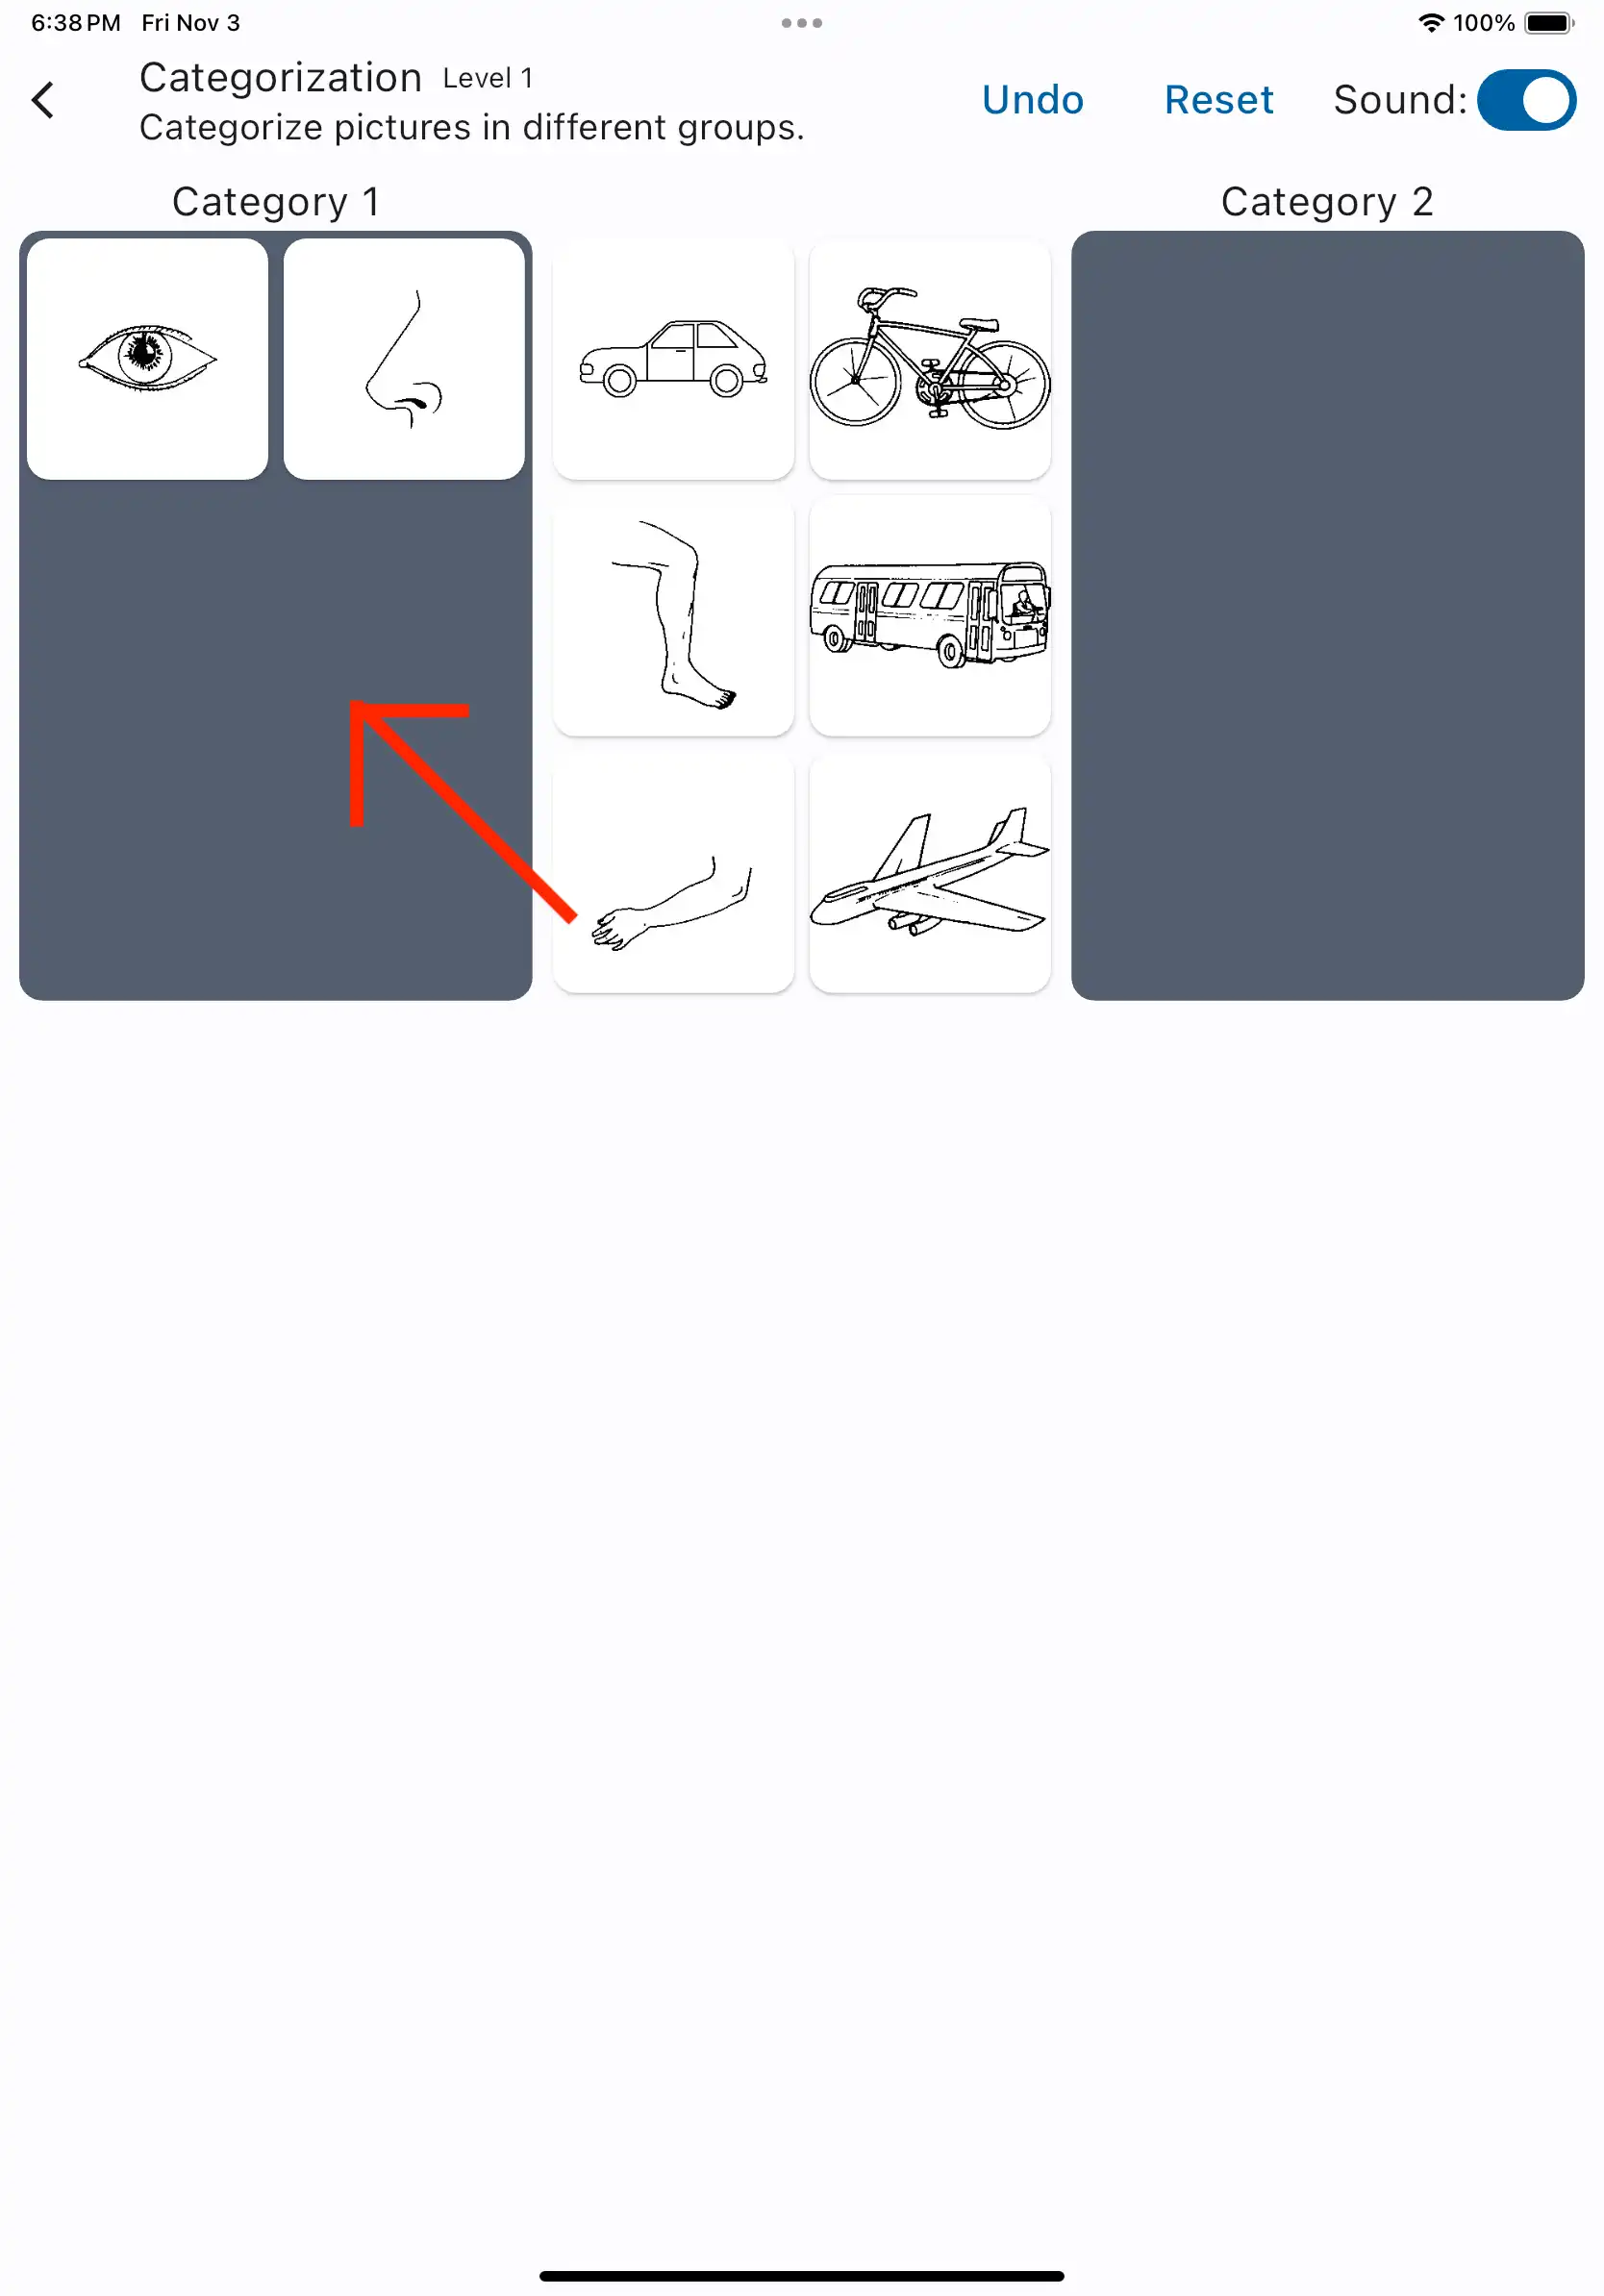 6:38 PM Fri Nov 3 100%
Categorization Level 1
Categorize pictures in different groups.
Undo Reset Sound:
Category 1 Category 2